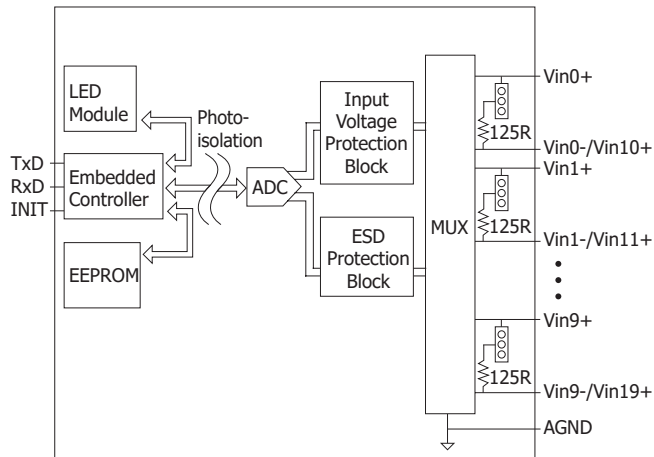 LED
Module
Photo-
isolation
TxD
RxD
INIT
Embedded
Controller
EEPROM
ADC
Input
Voltage
Protection
Block
ESD
Protection
Block
MUX
Vin0+
125R
Vin0-/Vin10+
Vin1+
125R
Vin1-/Vin11+
Vin9+
125R
Vin9-/Vin19+
AGND